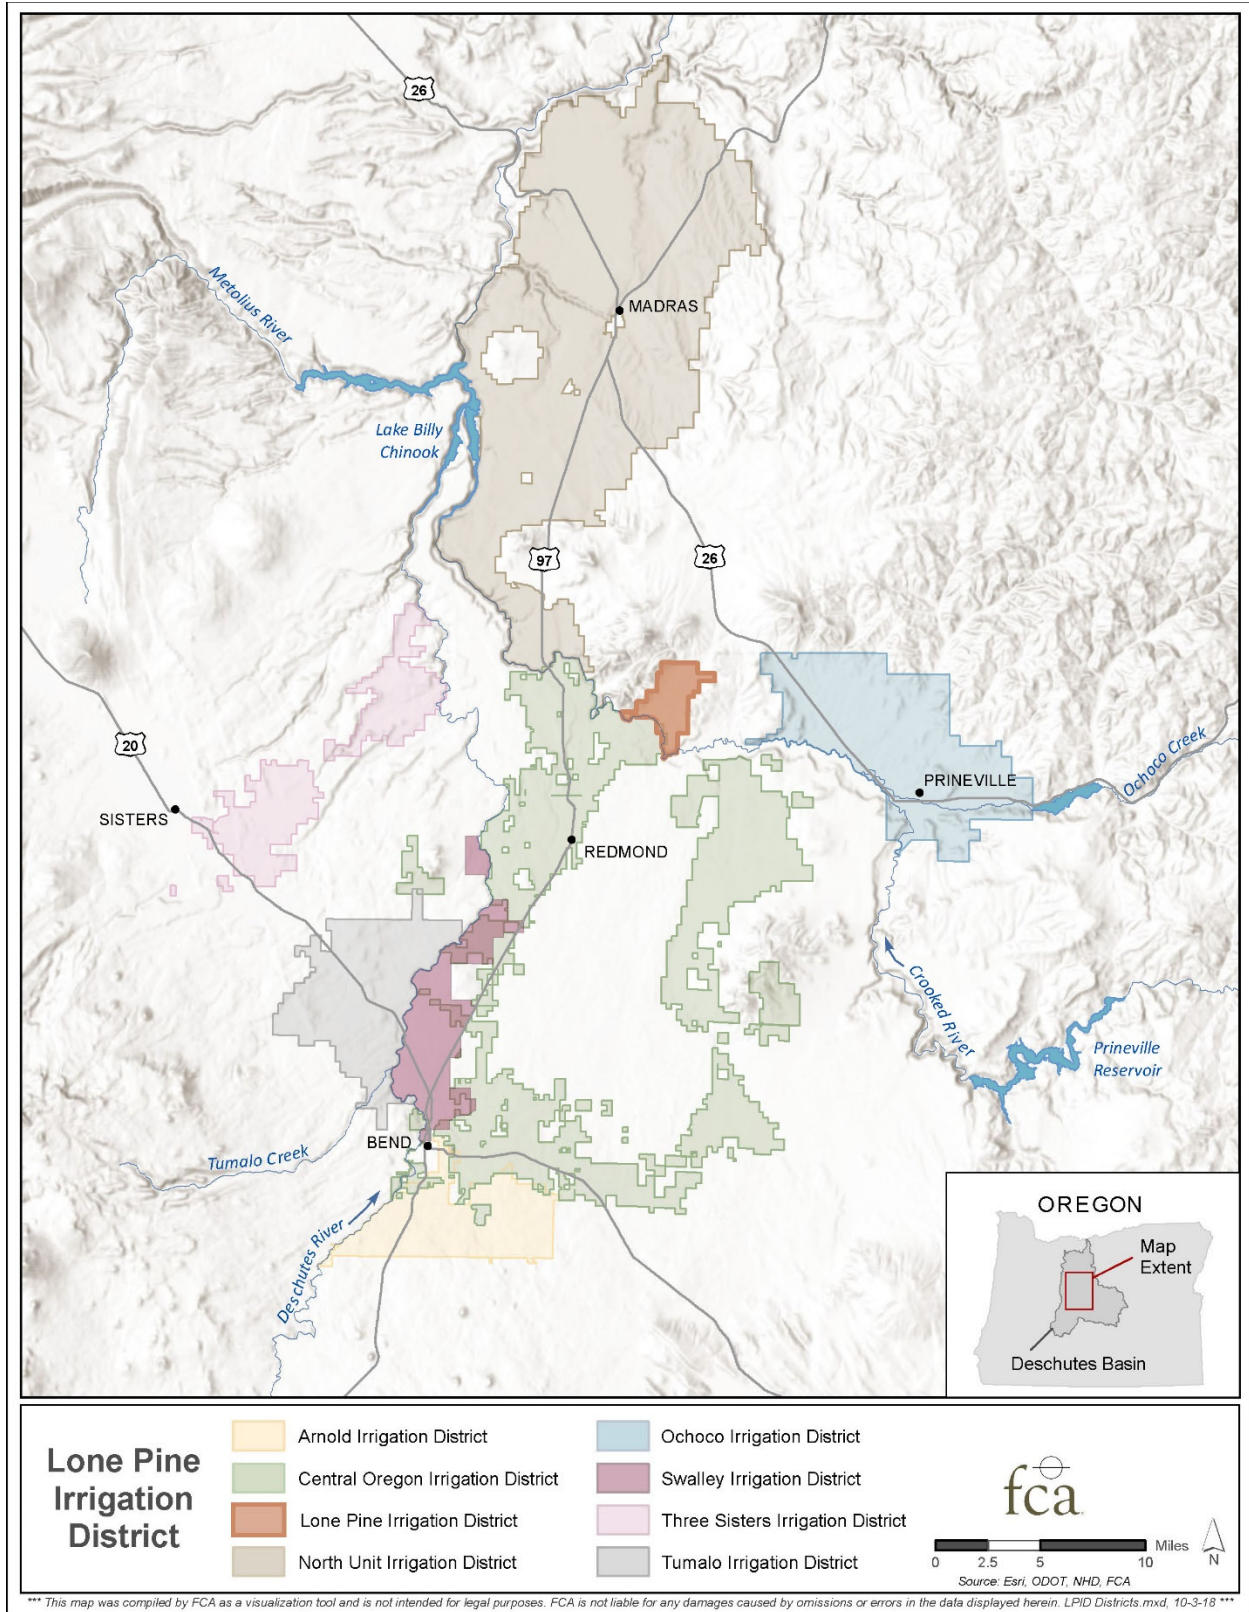 26
Metolius River
MADRAS
Lake Billy
Chinook
97
26
20
SISTERS
PRINEVILLE
Ochoco Creek
REDMOND
Crooked River
Prineville
Reservoir
BEND
Tumalo Creek
Deschutes River
OREGON
Map
Extent
Deschutes Basin
Lone Pine
Irrigation
District
Arnold Irrigation District
Central Oregon Irrigation District
Lone Pine Irrigation District
North Unit Irrigation District
Ochoco Irrigation District
Swalley Irrigation District
Three Sisters Irrigation District
Tumalo Irrigation District
fca
0 2.5 5 10 Miles
N
Source: Esri, ODOT, NHD, FCA
*** This map was compiled by FCA as a visualization tool and is not intended for legal purposes. FCA is not liable for any damages caused by omissions or errors in the data displayed herein. LPID Districts.mxd, 10-3-18 ***